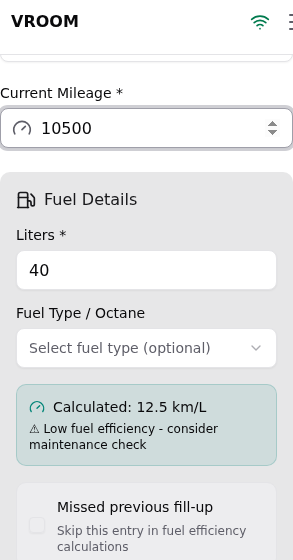 VROOM
Current Mileage *
10500
Fuel Details
Liters *
40
Fuel Type / Octane
Select fuel type (optional)
Calculated: 12.5 km/L
⚠ Low fuel efficiency - consider
maintenance check
Missed previous fill-up
Skip this entry in fuel efficiency
calculations